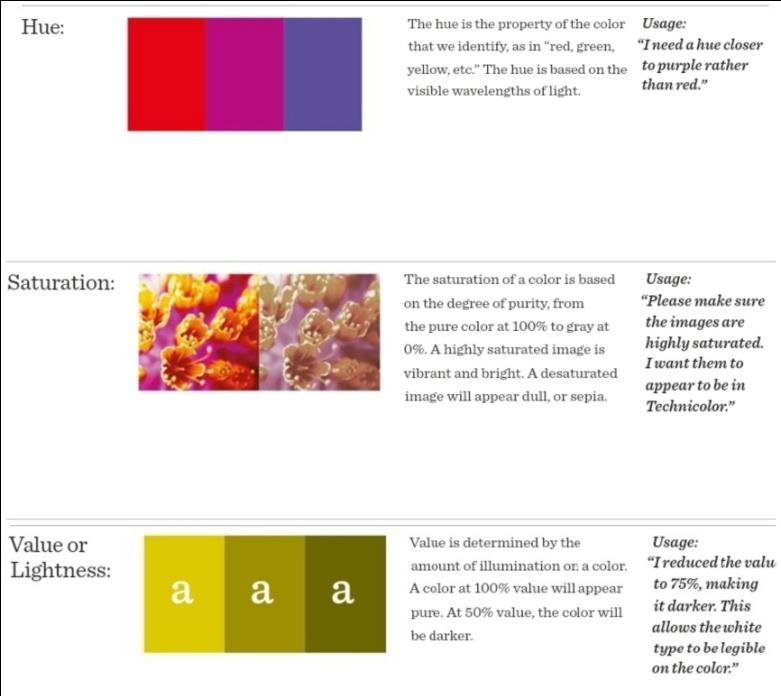 Hue:
The hue is the property of the color
that we identify, as in “red, green,
yellow, etc.” The hue is based on the
visible wavelengths of light.
Usage:
“I need a hue closer
to purple rather
than red.”
Saturation:
The saturation of a color is based
on the degree of purity, from
the pure color at 100% to gray at
0%. A highly saturated image is
vibrant and bright. A desaturated
image will appear dull, or sepia.
Usage:
“Please make sure
the images are
highly saturated.
I want them to
appear to be in
Technicolor.”
Value or
Lightness:
a a a
Value is determined by the
amount of illumination on a color.
A color at 100% value will appear
pure. At 50% value, the color will
be darker.
Usage:
“I reduced the valu
to 75%, making
it darker. This
allows the white
type to be legible
on the color.”